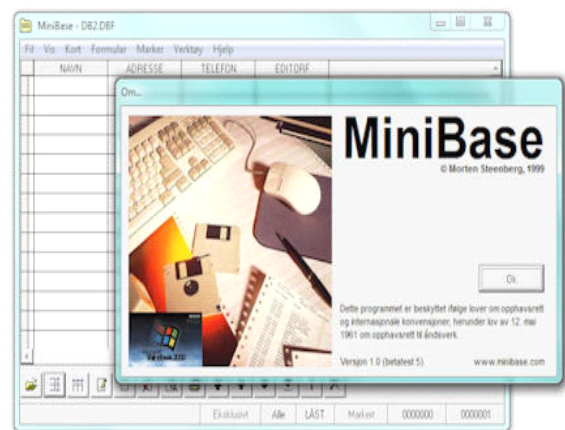 MiniBase - DB2.DBF
Fil Vis Kort Formular Marker Verktøy Hjelp
NAVN ADRESSE TELEFON EDITORF
Om...
MiniBase
© Morten Steenberg, 1999
Ok
Dette programmet er beskyttet ifølge lover om opphavsrett
og internasjonale konvensjoner, herunder lov av 12. mai
1961 om opphavsrett til åndsverk.
Versjon 1.0 (betatest 5) www.minibase.com
Eksklusivt Alle LÅST Markert 0000000 0000001